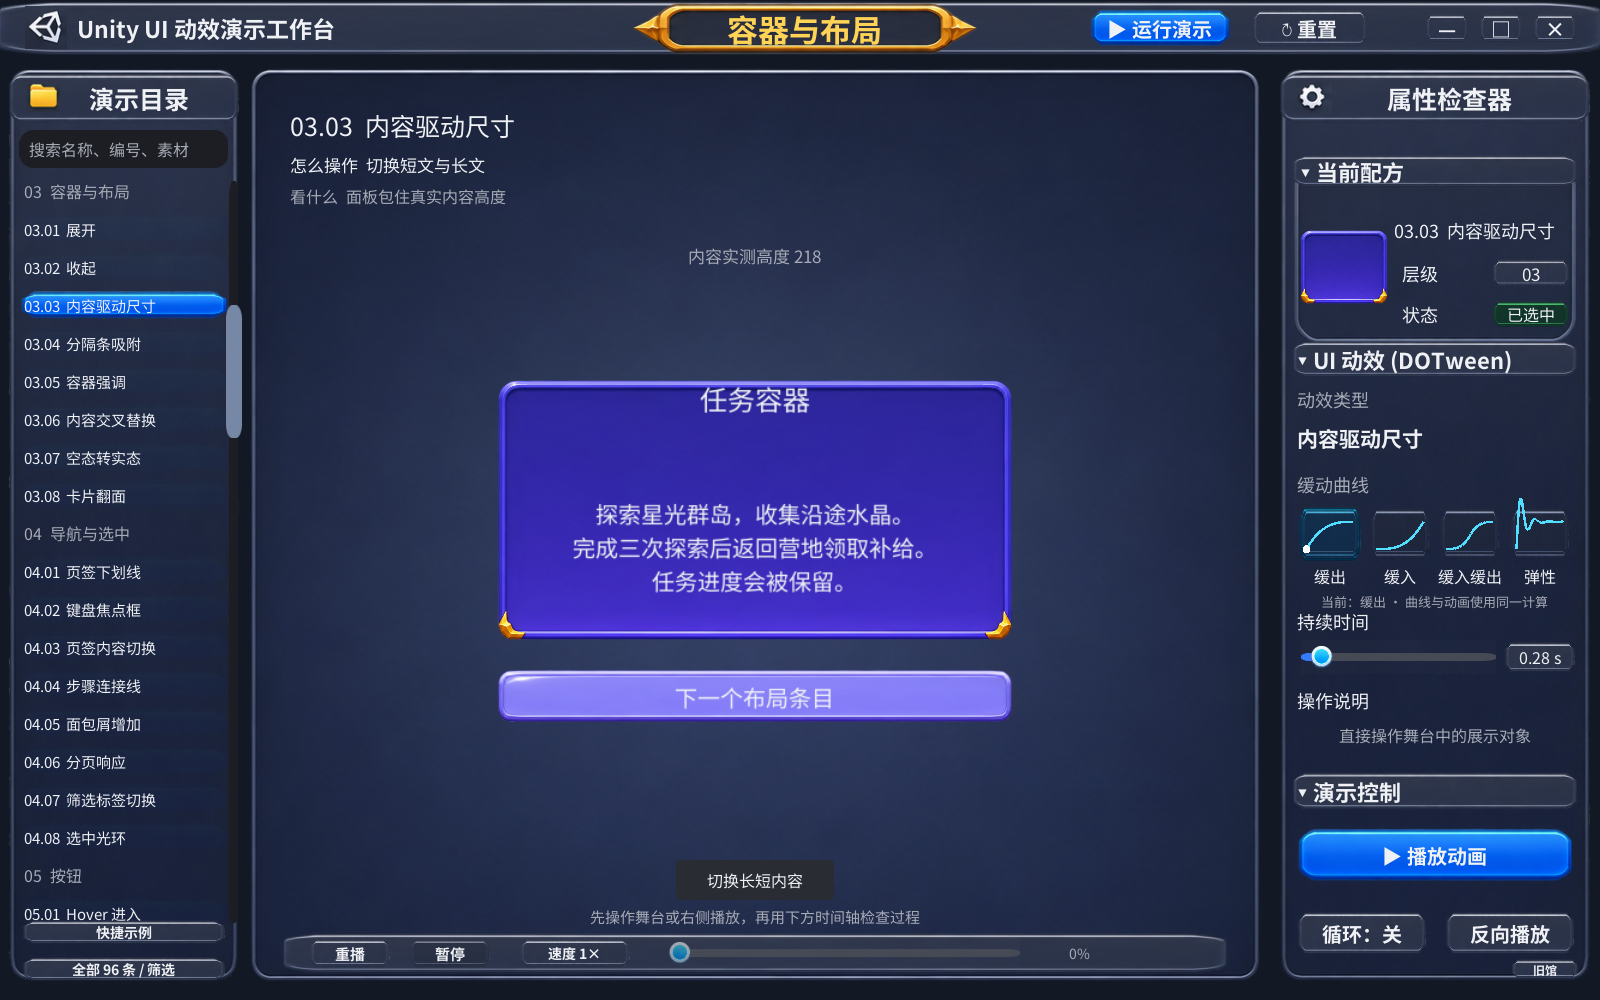 Unity UI 动效演示工作台
容器与布局
▶ 运行演示
↻ 重置
演示目录
搜索名称、编号、素材
03 容器与布局
03.01 展开
03.02 收起
03.03 内容驱动尺寸
03.04 分隔条吸附
03.05 容器强调
03.06 内容交叉替换
03.07 空态转实态
03.08 卡片翻面
04 导航与选中
04.01 页签下划线
04.02 键盘焦点框
04.03 页签内容切换
04.04 步骤连接线
04.05 面包屑增加
04.06 分页响应
04.07 筛选标签切换
04.08 选中光环
05 按钮
05.01 Hover 进入
快捷示例
全部 96 条 / 筛选
03.03 内容驱动尺寸
怎么操作 切换短文与长文
看什么 面板包住真实内容高度
内容实测高度 218
任务容器
探索星光群岛，收集沿途水晶。
完成三次探索后返回营地领取补给。
任务进度会被保留。
下一个布局条目
切换长短内容
先操作舞台或右侧播放，再用下方时间轴检查过程
重播
暂停
速度 1×
0%
属性检查器
▾ 当前配方
03.03 内容驱动尺寸
层级
03
状态
已选中
▾ UI 动效 (DOTween)
动效类型
内容驱动尺寸
缓动曲线
缓出
缓入
缓入缓出
弹性
当前：缓出 · 曲线与动画使用同一计算
持续时间
0.28 s
操作说明
直接操作舞台中的展示对象
▾ 演示控制
▶ 播放动画
循环：关
反向播放
旧馆